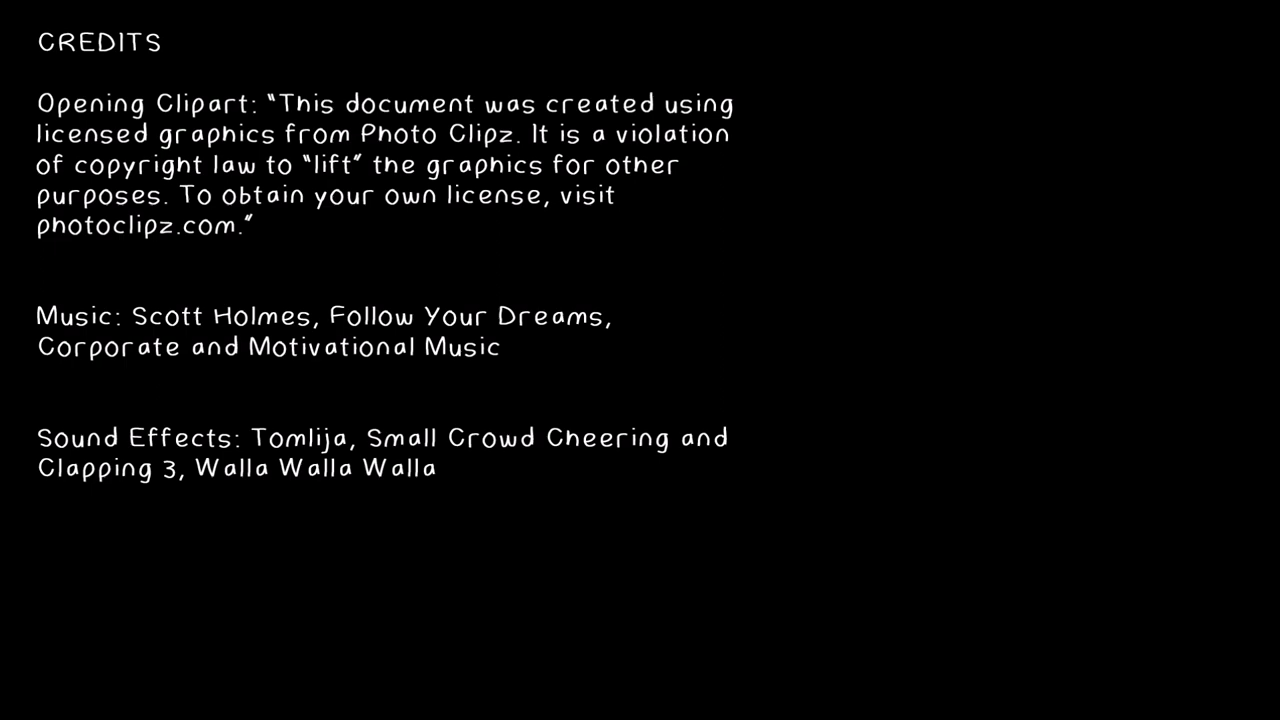 CREDITS
Opening Clipart: "This document was created using
licensed graphics from Photo Clipz. It is a violation
of copyright law to "lift" the graphics for other
purposes. To obtain your own license, visit
photoclipz.com."
Music: Scott Holmes, Follow Your Dreams,
Corporate and Motivational Music
Sound Effects: Tomlija, Small Crowd Cheering and
Clapping 3, Walla Walla Walla